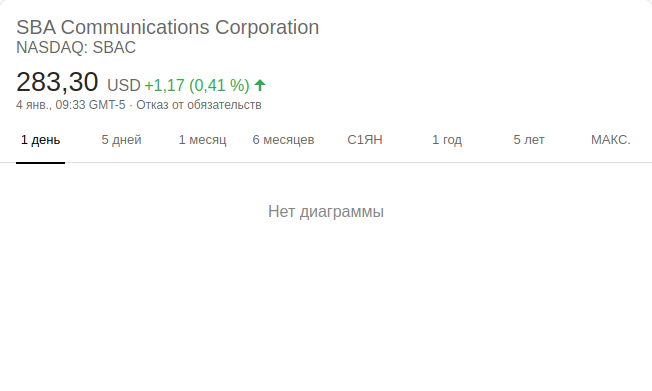 SBA Communications Corporation
NASDAQ: SBAC
283,30 USD +1,17 (0,41 %)
4 янв., 09:33 GMT-5 · Отказ от обязательств
1 день 5 дней 1 месяц 6 месяцев С1ЯН 1 год 5 лет МАКС.
Нет диаграммы